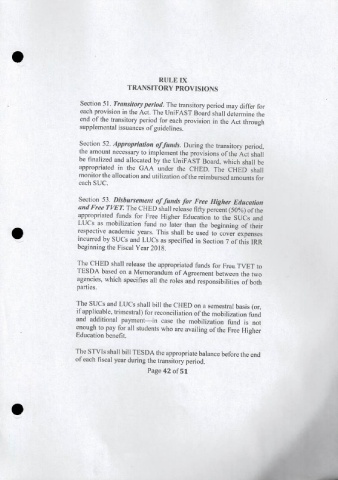 RULE IX
TRANSITORY PROVISIONS
Section 51. Transitory period. The transitory period may differ for
each provision in the Act. The UniFAST Board shall determine the
end of the transitory period for each provision in the Act through
supplemental issuances of guidelines.
Section 52. Appropriation of funds. During the transitory period,
the amount necessary to implement the provisions of the Act shall
be finalized and allocated by the UniFAST Board, which shall be
appropriated in the GAA under the CHED. The CHED shall
monitor the allocation and utilization of the reimbursed amounts for
each SUC.
Section 53. Disbursement of funds for Free Higher Education
and Free TVET. The CHED shall release fifty percent (50%) of the
appropriated funds for Free Higher Education to the SUCs and
LUCs as mobilization fund no later than the beginning of their
respective academic years. This shall be used to cover expenses
incurred by SUCs and LUCs as specified in Section 7 of this IRR
beginning the Fiscal Year 2018.
The CHED shall release the appropriated funds for Free TVET to
TESDA based on a Memorandum of Agreement between the two
agencies, which specifies all the roles and responsibilities of both
parties.
The SUCs and LUCs shall bill the CHED on a semestral basis (or,
if applicable, trimestral) for reconciliation of the mobilization fund
and additional payment—in case the mobilization fund is not
enough to pay for all students who are availing of the Free Higher
Education benefit.
The STVIs shall bill TESDA the appropriate balance before the end
of each fiscal year during the transitory period.
Page 42 of 51